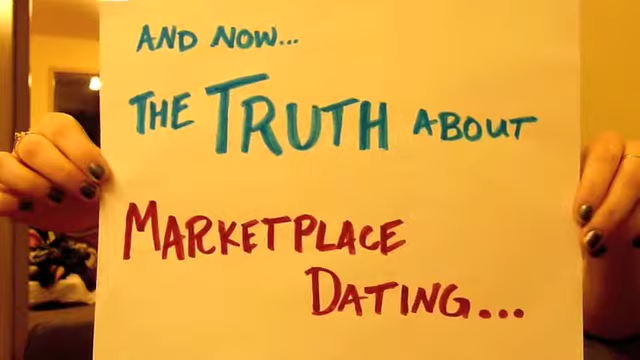 AND NOW...
THE TRUTH ABOUT
MARKETPLACE
DATING...